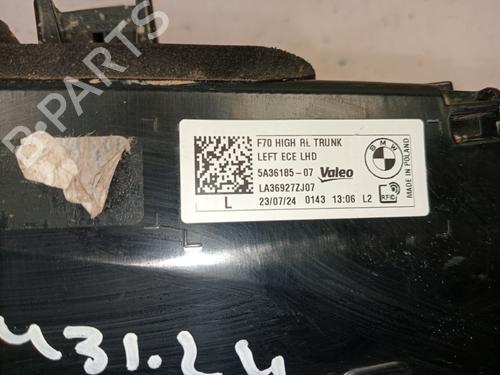 F70 HIGH RL TRUNK
LEFT ECE LHD
5A36185-07 Valeo
LA36927ZJ07
L 23/07/24 0143 13:06 L2
BMW
MADE IN POLAND
RFID
L
431.24
B-PARTS